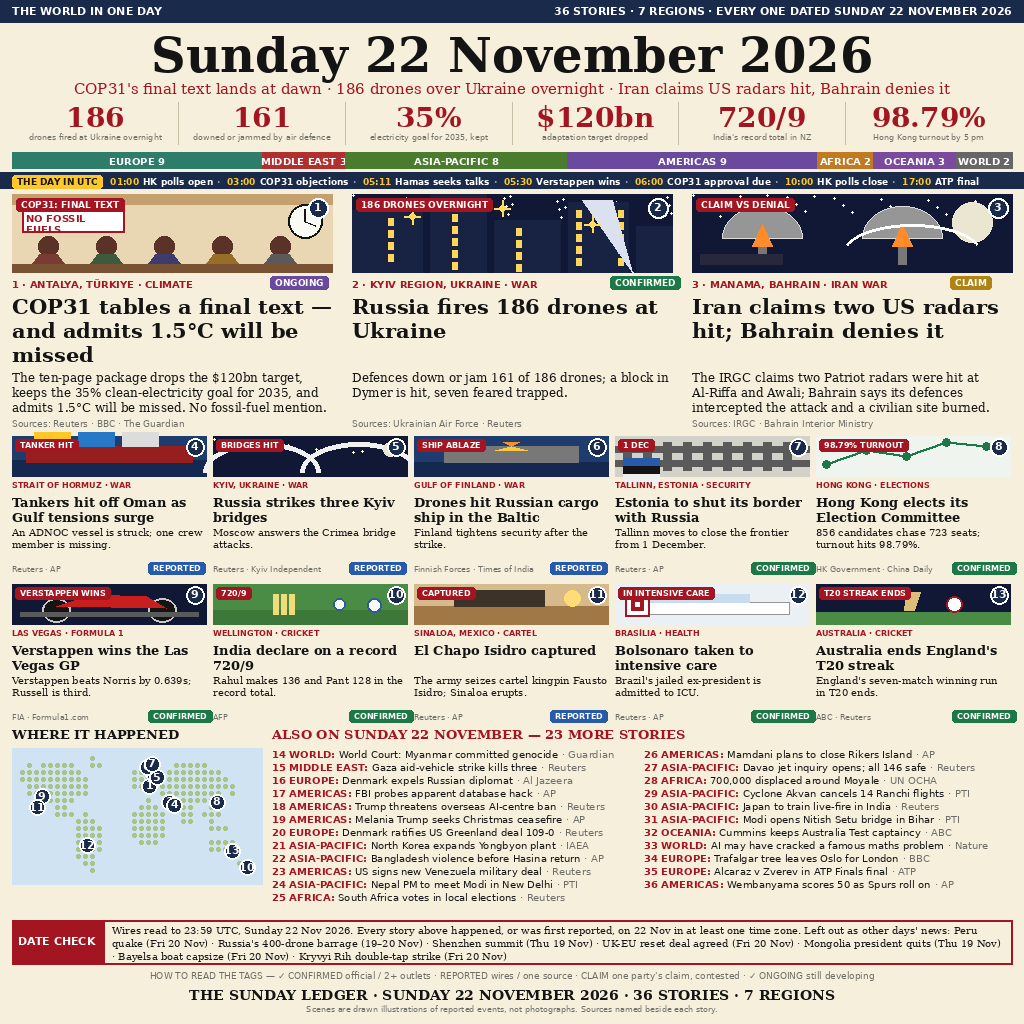 THE WORLD IN ONE DAY
36 STORIES · 7 REGIONS · EVERY ONE DATED SUNDAY 22 NOVEMBER 2026
Sunday 22 November 2026
COP31's final text lands at dawn · 186 drones over Ukraine overnight · Iran claims US radars hit, Bahrain denies it
186
drones fired at Ukraine overnight
161
downed or jammed by air defence
35%
electricity goal for 2035, kept
$120bn
adaptation target dropped
720/9
India's record total in NZ
98.79%
Hong Kong turnout by 5 pm
EUROPE 9
MIDDLE EAST 3
ASIA-PACIFIC 8
AMERICAS 9
AFRICA 2
OCEANIA 3
WORLD 2
THE DAY IN UTC 01:00 HK polls open · 03:00 COP31 objections · 05:11 Hamas seeks talks · 05:30 Verstappen wins · 06:00 COP31 approval due · 10:00 HK polls close · 17:00 ATP final
COP31: FINAL TEXT
NO FOSSIL
FUELS
1
1 · ANTALYA, TÜRKIYE · CLIMATE
ONGOING
COP31 tables a final text —
and admits 1.5°C will be
missed
The ten-page package drops the $120bn target,
keeps the 35% clean-electricity goal for 2035, and
admits 1.5°C will be missed. No fossil-fuel mention.
Sources: Reuters · BBC · The Guardian
186 DRONES OVERNIGHT
2
2 · KYIV REGION, UKRAINE · WAR
CONFIRMED
Russia fires 186 drones at
Ukraine
Defences down or jam 161 of 186 drones; a block in
Dymer is hit, seven feared trapped.
Sources: Ukrainian Air Force · Reuters
CLAIM VS DENIAL
3
3 · MANAMA, BAHRAIN · IRAN WAR
CLAIM
Iran claims two US radars
hit; Bahrain denies it
The IRGC claims two Patriot radars were hit at
Al-Riffa and Awali; Bahrain says its defences
intercepted the attack and a civilian site burned.
Sources: IRGC · Bahrain Interior Ministry
TANKER HIT
4
STRAIT OF HORMUZ · WAR
Tankers hit off Oman as
Gulf tensions surge
An ADNOC vessel is struck; one crew
member is missing.
Reuters · AP
REPORTED
BRIDGES HIT
5
KYIV, UKRAINE · WAR
Russia strikes three Kyiv
bridges
Moscow answers the Crimea bridge
attacks.
Reuters · Kyiv Independent
REPORTED
SHIP ABLAZE
6
GULF OF FINLAND · WAR
Drones hit Russian cargo
ship in the Baltic
Finland tightens security after the
strike.
Finnish Forces · Times of India
REPORTED
1 DEC
7
TALLINN, ESTONIA · SECURITY
Estonia to shut its border
with Russia
Tallinn moves to close the frontier
from 1 December.
Reuters · AP
CONFIRMED
98.79% TURNOUT
8
HONG KONG · ELECTIONS
Hong Kong elects its
Election Committee
856 candidates chase 723 seats;
turnout hits 98.79%.
HK Government · China Daily
CONFIRMED
VERSTAPPEN WINS
9
LAS VEGAS · FORMULA 1
Verstappen wins the Las
Vegas GP
Verstappen beats Norris by 0.639s;
Russell is third.
FIA · Formula1.com
CONFIRMED
720/9
10
WELLINGTON · CRICKET
India declare on a record
720/9
Rahul makes 136 and Pant 128 in the
record total.
AFP
CONFIRMED
CAPTURED
11
SINALOA, MEXICO · CARTEL
El Chapo Isidro captured
The army seizes cartel kingpin Fausto
Isidro; Sinaloa erupts.
Reuters · AP
REPORTED
IN INTENSIVE CARE
12
BRASÍLIA · HEALTH
Bolsonaro taken to
intensive care
Brazil's jailed ex-president is
admitted to ICU.
Reuters · AP
CONFIRMED
T20 STREAK ENDS
13
AUSTRALIA · CRICKET
Australia ends England's
T20 streak
England's seven-match winning run
in T20 ends.
ABC · Reuters
CONFIRMED
WHERE IT HAPPENED
7
5
1
4
9
11
8
12
13
10
ALSO ON SUNDAY 22 NOVEMBER — 23 MORE STORIES
14 WORLD: World Court: Myanmar committed genocide · Guardian
15 MIDDLE EAST: Gaza aid-vehicle strike kills three · Reuters
16 EUROPE: Denmark expels Russian diplomat · Al Jazeera
17 AMERICAS: FBI probes apparent database hack · AP
18 AMERICAS: Trump threatens overseas AI-centre ban · Reuters
19 AMERICAS: Melania Trump seeks Christmas ceasefire · AP
20 EUROPE: Denmark ratifies US Greenland deal 109-0 · Reuters
21 ASIA-PACIFIC: North Korea expands Yongbyon plant · IAEA
22 ASIA-PACIFIC: Bangladesh violence before Hasina return · AP
23 AMERICAS: US signs new Venezuela military deal · Reuters
24 ASIA-PACIFIC: Nepal PM to meet Modi in New Delhi · PTI
25 AFRICA: South Africa votes in local elections · Reuters
26 AMERICAS: Mamdani plans to close Rikers Island · AP
27 ASIA-PACIFIC: Davao jet inquiry opens; all 146 safe · Reuters
28 AFRICA: 700,000 displaced around Moyale · UN OCHA
29 ASIA-PACIFIC: Cyclone Akvan cancels 14 Ranchi flights · PTI
30 ASIA-PACIFIC: Japan to train live-fire in India · Reuters
31 ASIA-PACIFIC: Modi opens Nitish Setu bridge in Bihar · PTI
32 OCEANIA: Cummins keeps Australia Test captaincy · ABC
33 WORLD: AI may have cracked a famous maths problem · Nature
34 EUROPE: Trafalgar tree leaves Oslo for London · BBC
35 EUROPE: Alcaraz v Zverev in ATP Finals final · ATP
36 AMERICAS: Wembanyama scores 50 as Spurs roll on · AP
DATE CHECK
Wires read to 23:59 UTC, Sunday 22 Nov 2026. Every story above happened, or was first reported, on 22 Nov in at least one time zone. Left out as other days' news: Peru
quake (Fri 20 Nov) · Russia's 400-drone barrage (19–20 Nov) · Shenzhen summit (Thu 19 Nov) · UK-EU reset deal agreed (Fri 20 Nov) · Mongolia president quits (Thu 19 Nov)
· Bayelsa boat capsize (Fri 20 Nov) · Kryvyi Rih double-tap strike (Fri 20 Nov)
HOW TO READ THE TAGS — ✓ CONFIRMED official / 2+ outlets · REPORTED wires / one source · CLAIM one party's claim, contested · ✓ ONGOING still developing
THE SUNDAY LEDGER · SUNDAY 22 NOVEMBER 2026 · 36 STORIES · 7 REGIONS
Scenes are drawn illustrations of reported events, not photographs. Sources named beside each story.